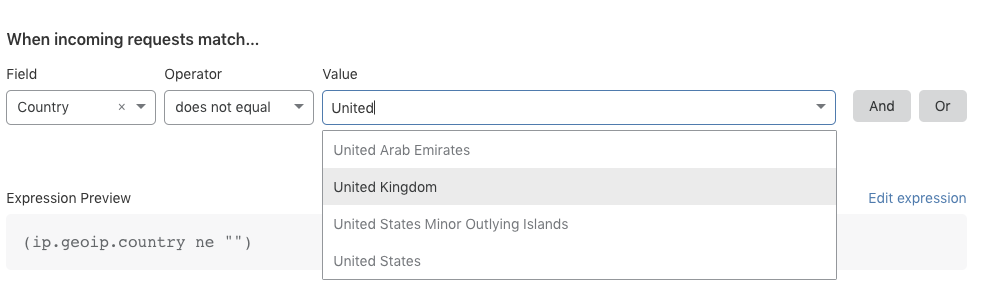 When incoming requests match...
Field Operator Value
Country × does not equal United And Or
United Arab Emirates
United Kingdom
Expression Preview Edit expression
United States Minor Outlying Islands
(ip.geoip.country ne "")
United States